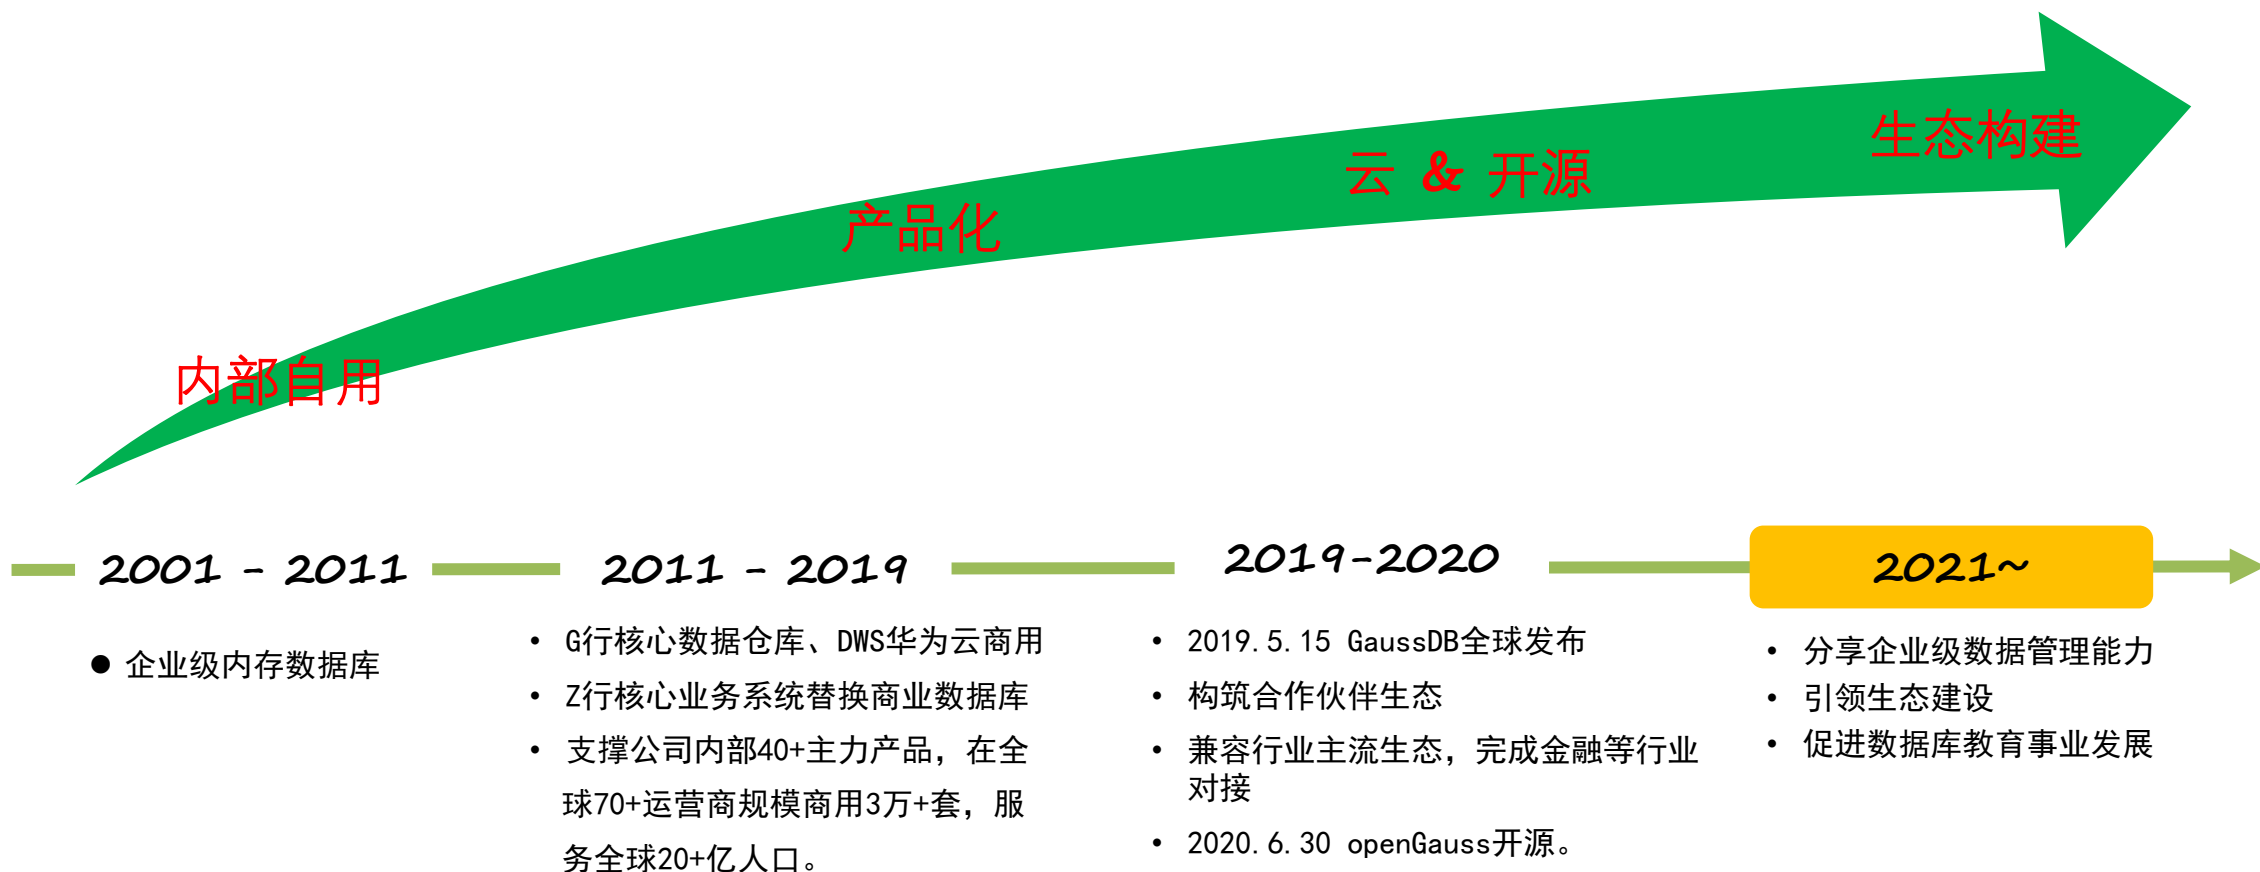 生态构建
云 & 开源
产品化
内部自用
2001 - 2011
2011 - 2019
2019-2020
2021~
● 企业级内存数据库
• G行核心数据仓库、DWS华为云商用
• Z行核心业务系统替换商业数据库
• 支撑公司内部40+主力产品，在全
球70+运营商规模商用3万+套，服
务全球20+亿人口。
• 2019.5.15 GaussDB全球发布
• 构筑合作伙伴生态
• 兼容行业主流生态，完成金融等行业
对接
• 2020.6.30 openGauss开源。
• 分享企业级数据管理能力
• 引领生态建设
• 促进数据库教育事业发展